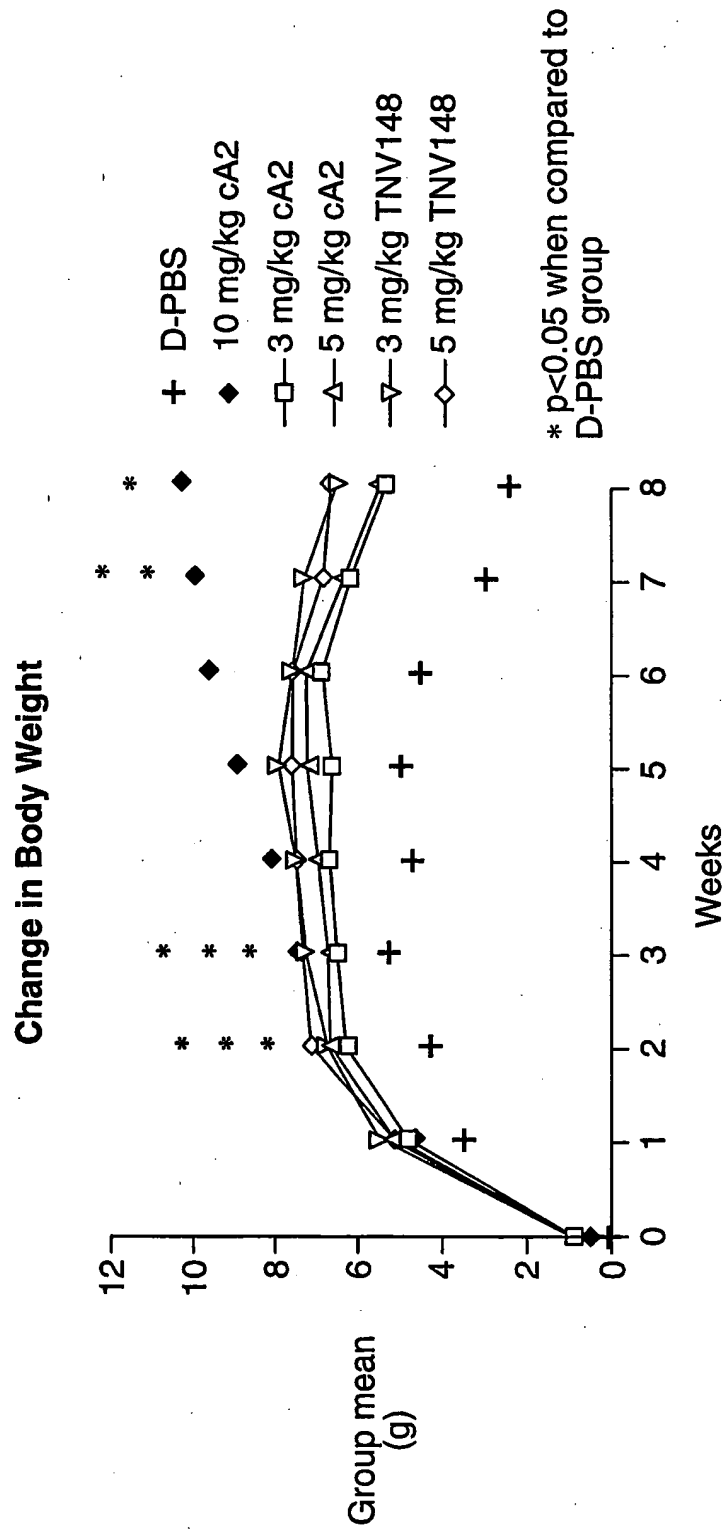 Change in Body Weight
Group mean
(g)
12
10
8
6
4
2
0
0
1
2
3
4
5
6
7
8
Weeks
* * *
* * *
* *
*
D-PBS
10 mg/kg cA2
3 mg/kg cA2
5 mg/kg cA2
3 mg/kg TNV148
5 mg/kg TNV148
* p<0.05 when compared to
D-PBS group